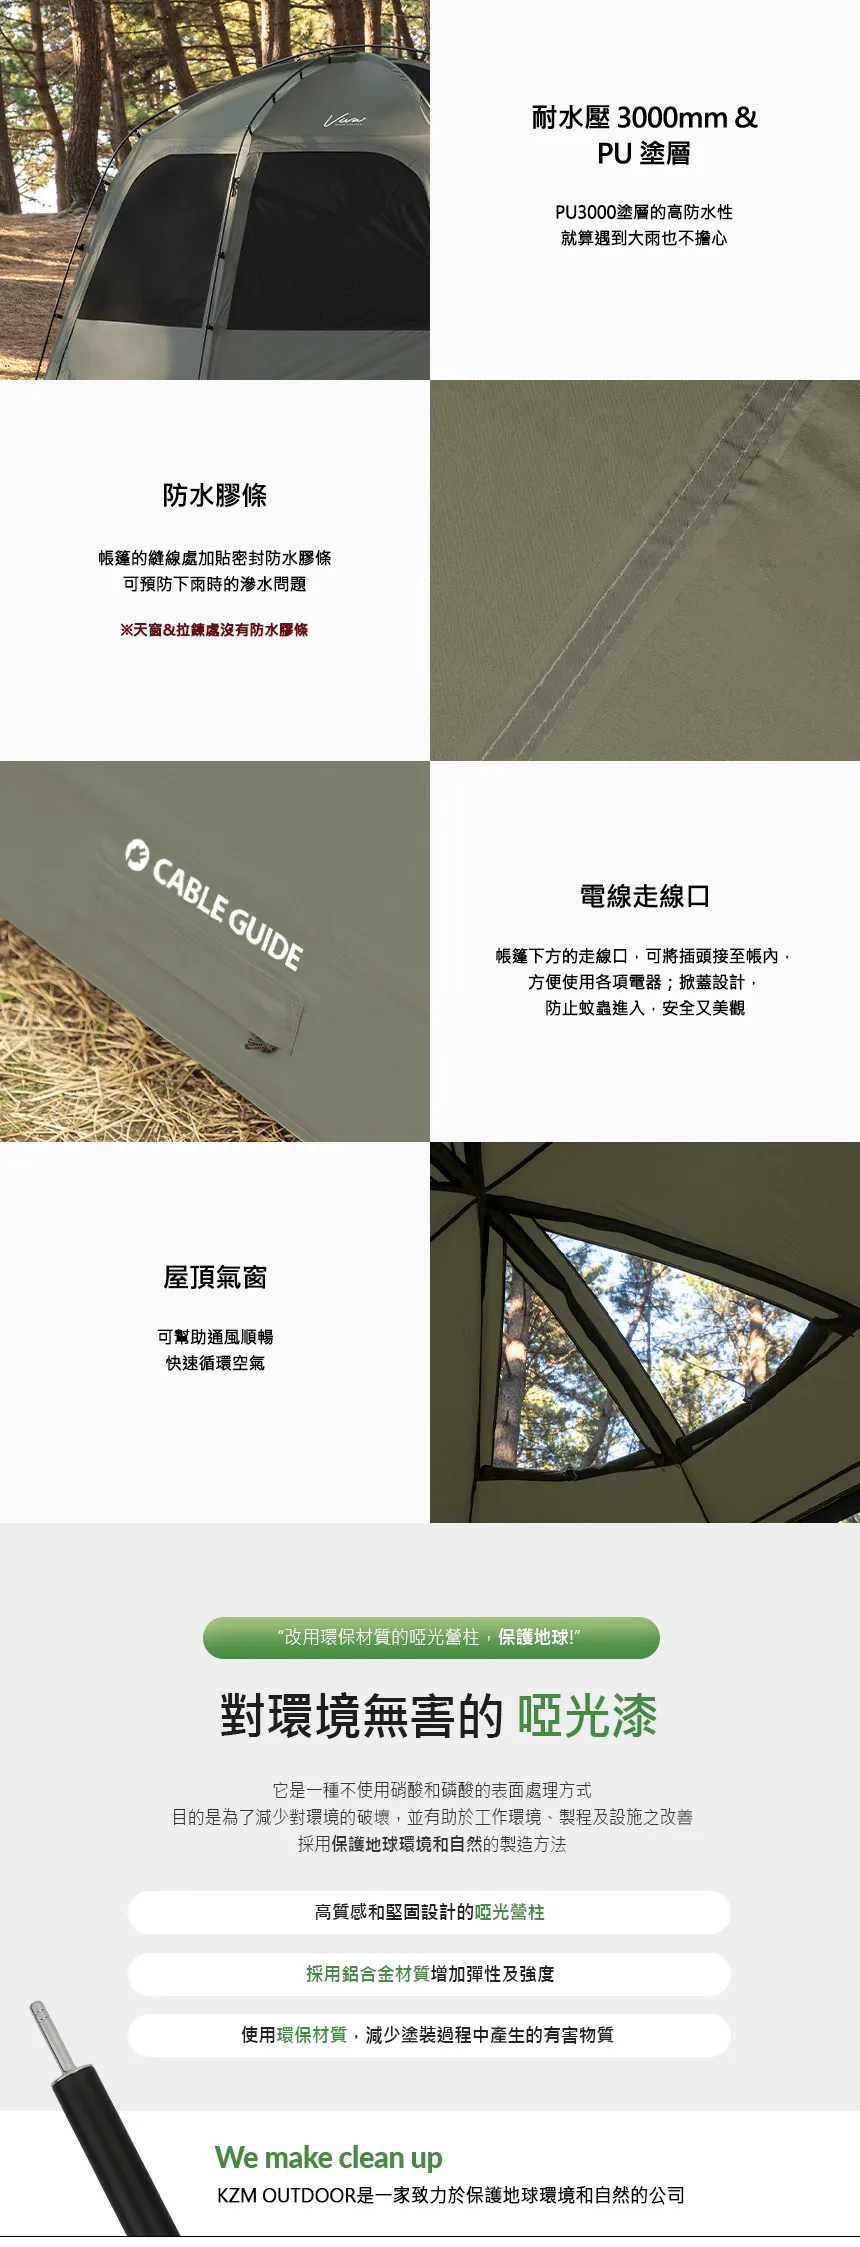 Vww
耐水壓 3000mm &
PU 塗層
PU3000塗層的高防水性
就算遇到大雨也不擔心
防水膠條
帳篷的縫線處加貼密封防水膠條
可預防下雨時的滲水問題
※天窗&拉鍊處沒有防水膠條
CABLE GUIDE
電線走線口
帳篷下方的走線口，可將插頭接至帳內，
方便使用各項電器；掀蓋設計，
防止蚊蟲進入，安全又美觀
屋頂氣窗
可幫助通風順暢
快速循環空氣
“改用環保材質的啞光營柱，保護地球!”
對環境無害的 啞光漆
它是一種不使用硝酸和磷酸的表面處理方式
目的是為了減少對環境的破壞，並有助於工作環境、製程及設施之改善
採用保護地球環境和自然的製造方法
高質感和堅固設計的啞光營柱
採用鋁合金材質增加彈性及強度
使用環保材質，減少塗裝過程中產生的有害物質
We make clean up
KZM OUTDOOR是一家致力於保護地球環境和自然的公司